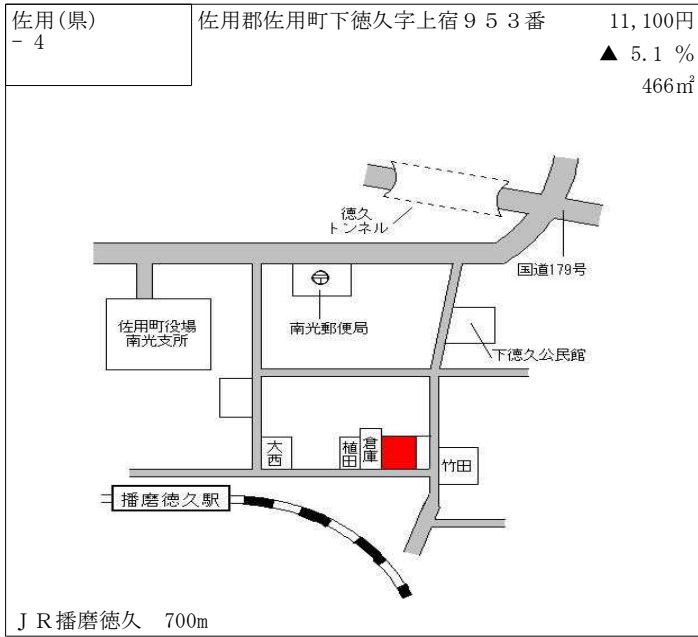 佐用(県)
- 4
佐用郡佐用町下徳久字上宿９５３番
11,100円
▲ 5.1 %
466㎡
徳久
トンネル
国道179号
佐用町役場
南光支所
南光郵便局
下徳久公民館
大西
植田
倉庫
竹田
播磨徳久駅
ＪＲ播磨徳久　700m